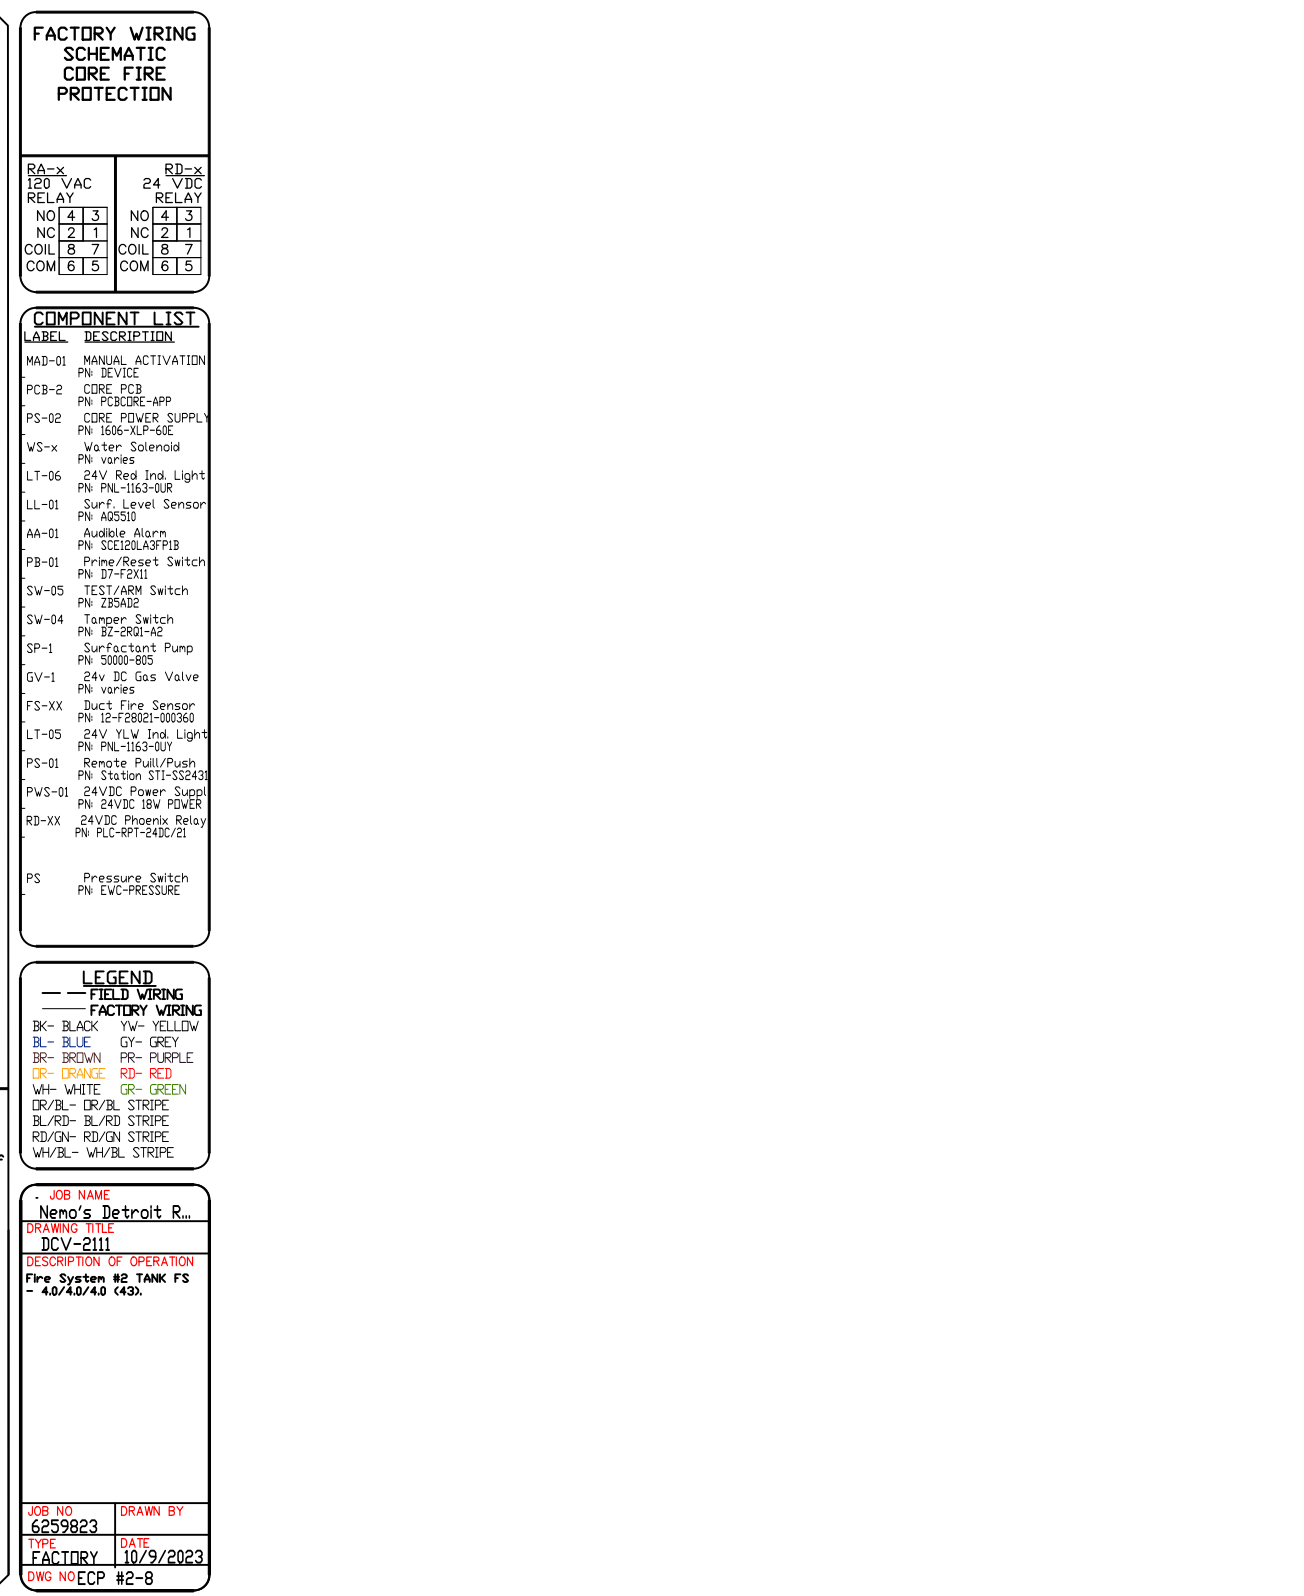 FACTORY WIRING
SCHEMATIC
CORE FIRE
PROTECTION
RA-x
120 VAC
RELAY
NO 4 3
NC 2 1
COIL 8 7
COM 6 5
RD-x
24 VDC
RELAY
NO 4 3
NC 2 1
COIL 8 7
COM 6 5
COMPONENT LIST
LABEL DESCRIPTION
MAD-01 MANUAL ACTIVATION
PN: DEVICE
PCB-2 CORE PCB
PN: PCBCORE-APP
PS-02 CORE POWER SUPPLY
PN: 1606-XLP-60E
WS-x Water Solenoid
PN: varies
LT-06 24V Red Ind. Light
PN: PNL-1163-0UR
LL-01 Surf. Level Sensor
PN: AQ5510
AA-01 Audible Alarm
PN: SCE120LA3FP1B
PB-01 Prime/Reset Switch
PN: D7-F2X11
SW-05 TEST/ARM Switch
PN: ZB5AD2
SW-04 Tamper Switch
PN: BZ-2RQ1-A2
SP-1 Surfactant Pump
PN: 50000-805
GV-1 24v DC Gas Valve
PN: varies
FS-XX Duct Fire Sensor
PN: 12-F28021-000360
LT-05 24V YLW Ind. Light
PN: PNL-1163-0UY
PS-01 Remote Puill/Push
PN: Station STI-SS2431
PWS-01 24VDC Power Suppl
PN: 24VDC 18W POWER
RD-XX 24VDC Phoenix Relay
PN: PLC-RPT-24DC/21
PS Pressure Switch
PN: EWC-PRESSURE
LEGEND
FIELD WIRING
FACTORY WIRING
BK- BLACK YW- YELLOW
BL- BLUE GY- GREY
BR- BROWN PR- PURPLE
OR- ORANGE RD- RED
WH- WHITE GR- GREEN
OR/BL- OR/BL STRIPE
BL/RD- BL/RD STRIPE
RD/GN- RD/GN STRIPE
WH/BL- WH/BL STRIPE
JOB NAME
Nemo's Detroit R...
DRAWING TITLE
DCV-2111
DESCRIPTION OF OPERATION
Fire System #2 TANK FS
- 4.0/4.0/4.0 (43).
JOB NO DRAWN BY
6259823
TYPE DATE
FACTORY 10/9/2023
DWG NO ECP #2-8